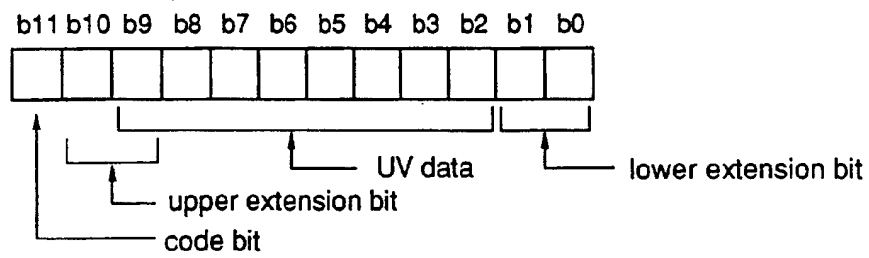 b11 b10 b9 b8 b7 b6 b5 b4 b3 b2 b1 b0
UV data
lower extension bit
upper extension bit
code bit